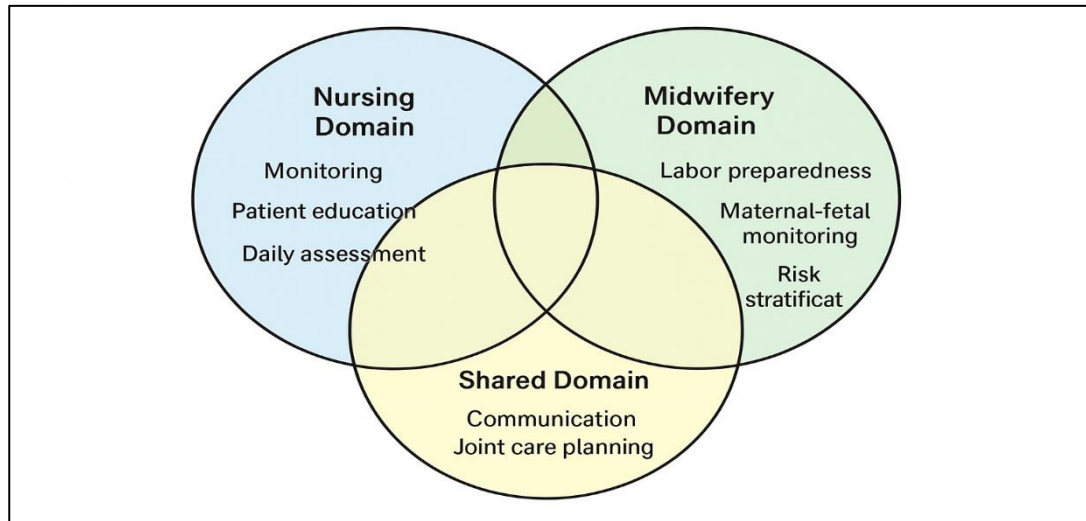 Nursing
Domain
Monitoring
Patient education
Daily assessment
Midwifery
Domain
Labor preparedness
Maternal-fetal
monitoring
Risk
stratificat
Shared Domain
Communication
Joint care planning